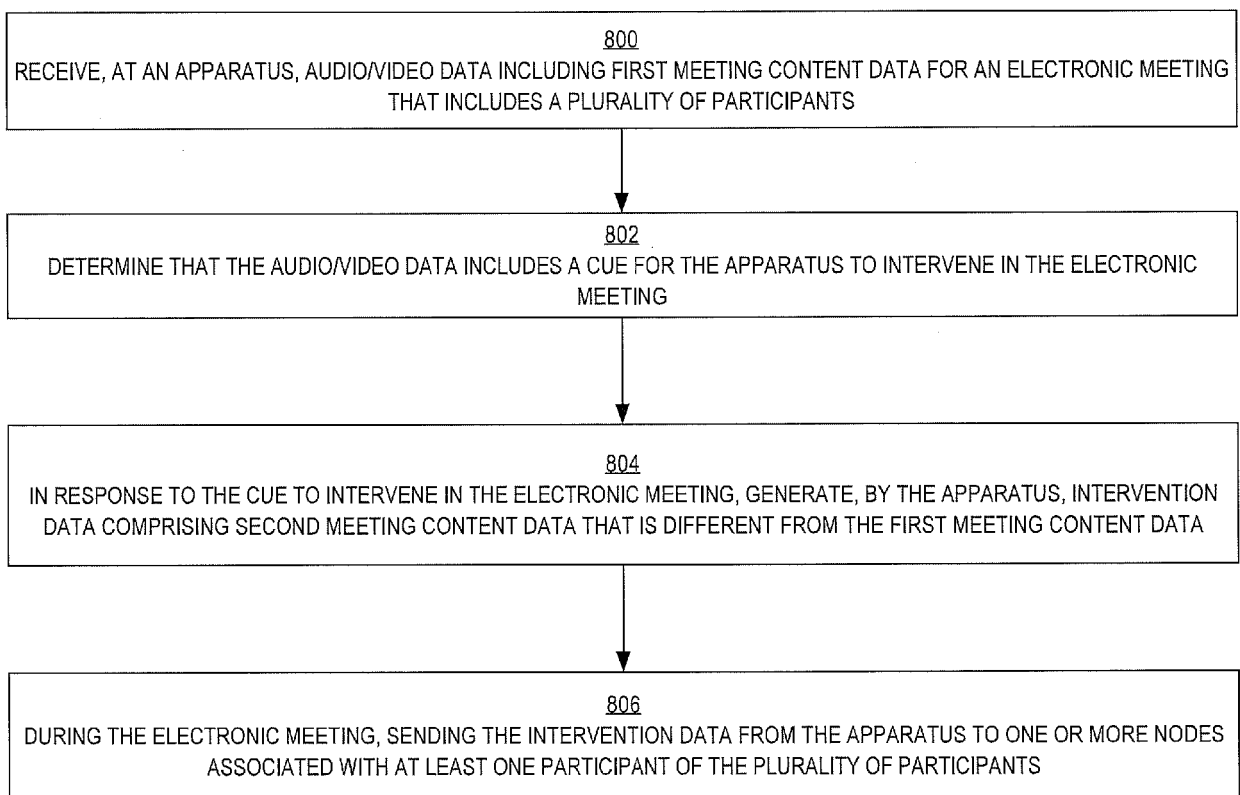 800
RECEIVE, AT AN APPARATUS, AUDIO/VIDEO DATA INCLUDING FIRST MEETING CONTENT DATA FOR AN ELECTRONIC MEETING
THAT INCLUDES A PLURALITY OF PARTICIPANTS
802
DETERMINE THAT THE AUDIO/VIDEO DATA INCLUDES A CUE FOR THE APPARATUS TO INTERVENE IN THE ELECTRONIC
MEETING
804
IN RESPONSE TO THE CUE TO INTERVENE IN THE ELECTRONIC MEETING, GENERATE, BY THE APPARATUS, INTERVENTION
DATA COMPRISING SECOND MEETING CONTENT DATA THAT IS DIFFERENT FROM THE FIRST MEETING CONTENT DATA
806
DURING THE ELECTRONIC MEETING, SENDING THE INTERVENTION DATA FROM THE APPARATUS TO ONE OR MORE NODES
ASSOCIATED WITH AT LEAST ONE PARTICIPANT OF THE PLURALITY OF PARTICIPANTS